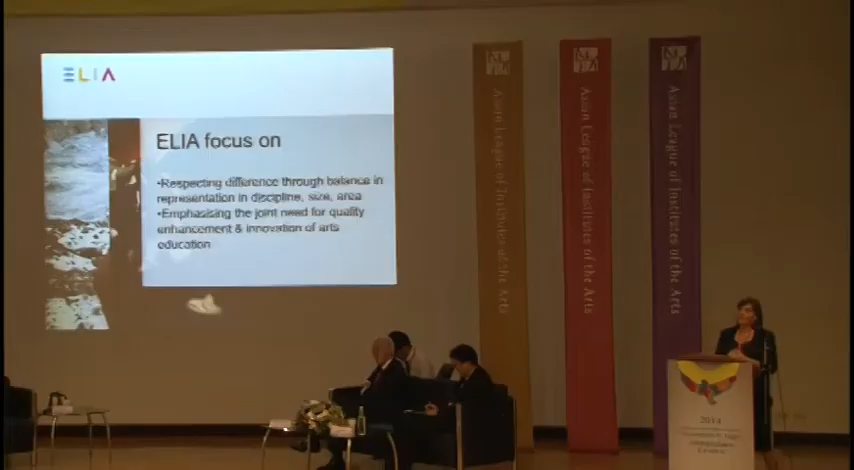 ELIA
ELIA focus on
•Respecting difference through balance in
representation in discipline, size, area
•Emphasising the joint need for quality
enhancement & innovation of arts
education
Asian League of Institutes of the Arts
Asian League of Institutes of the Arts
Asian League of Institutes of the Arts
2014